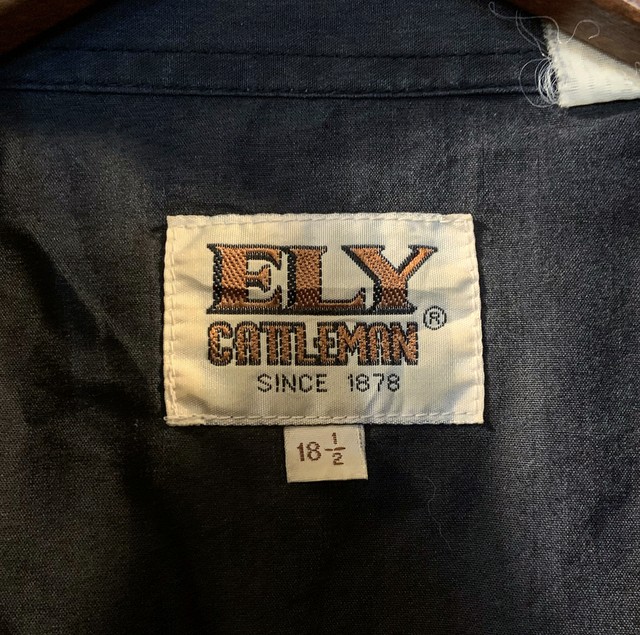 ELY
CATTLEMAN®
SINCE 1878
18 1/2